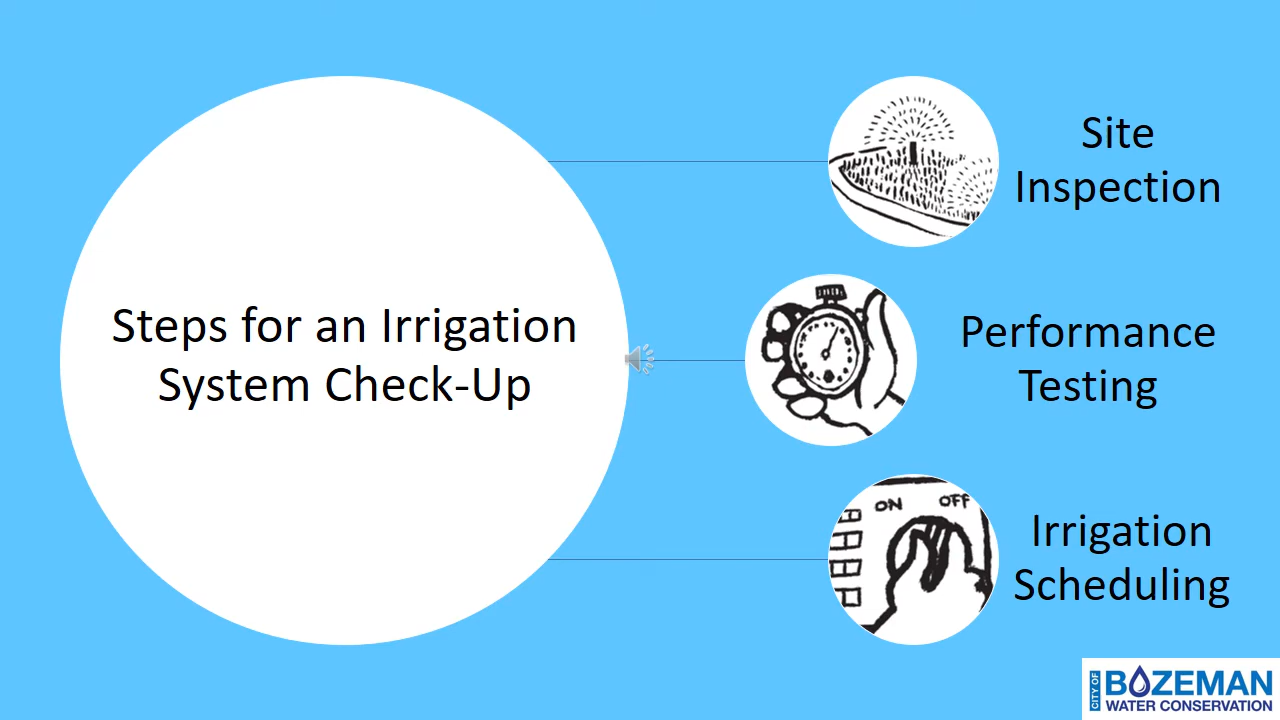 Steps for an Irrigation
System Check-Up
Site
Inspection
Performance
Testing
ON OFF
Irrigation
Scheduling
CITY OF
BOZEMAN
WATER CONSERVATION